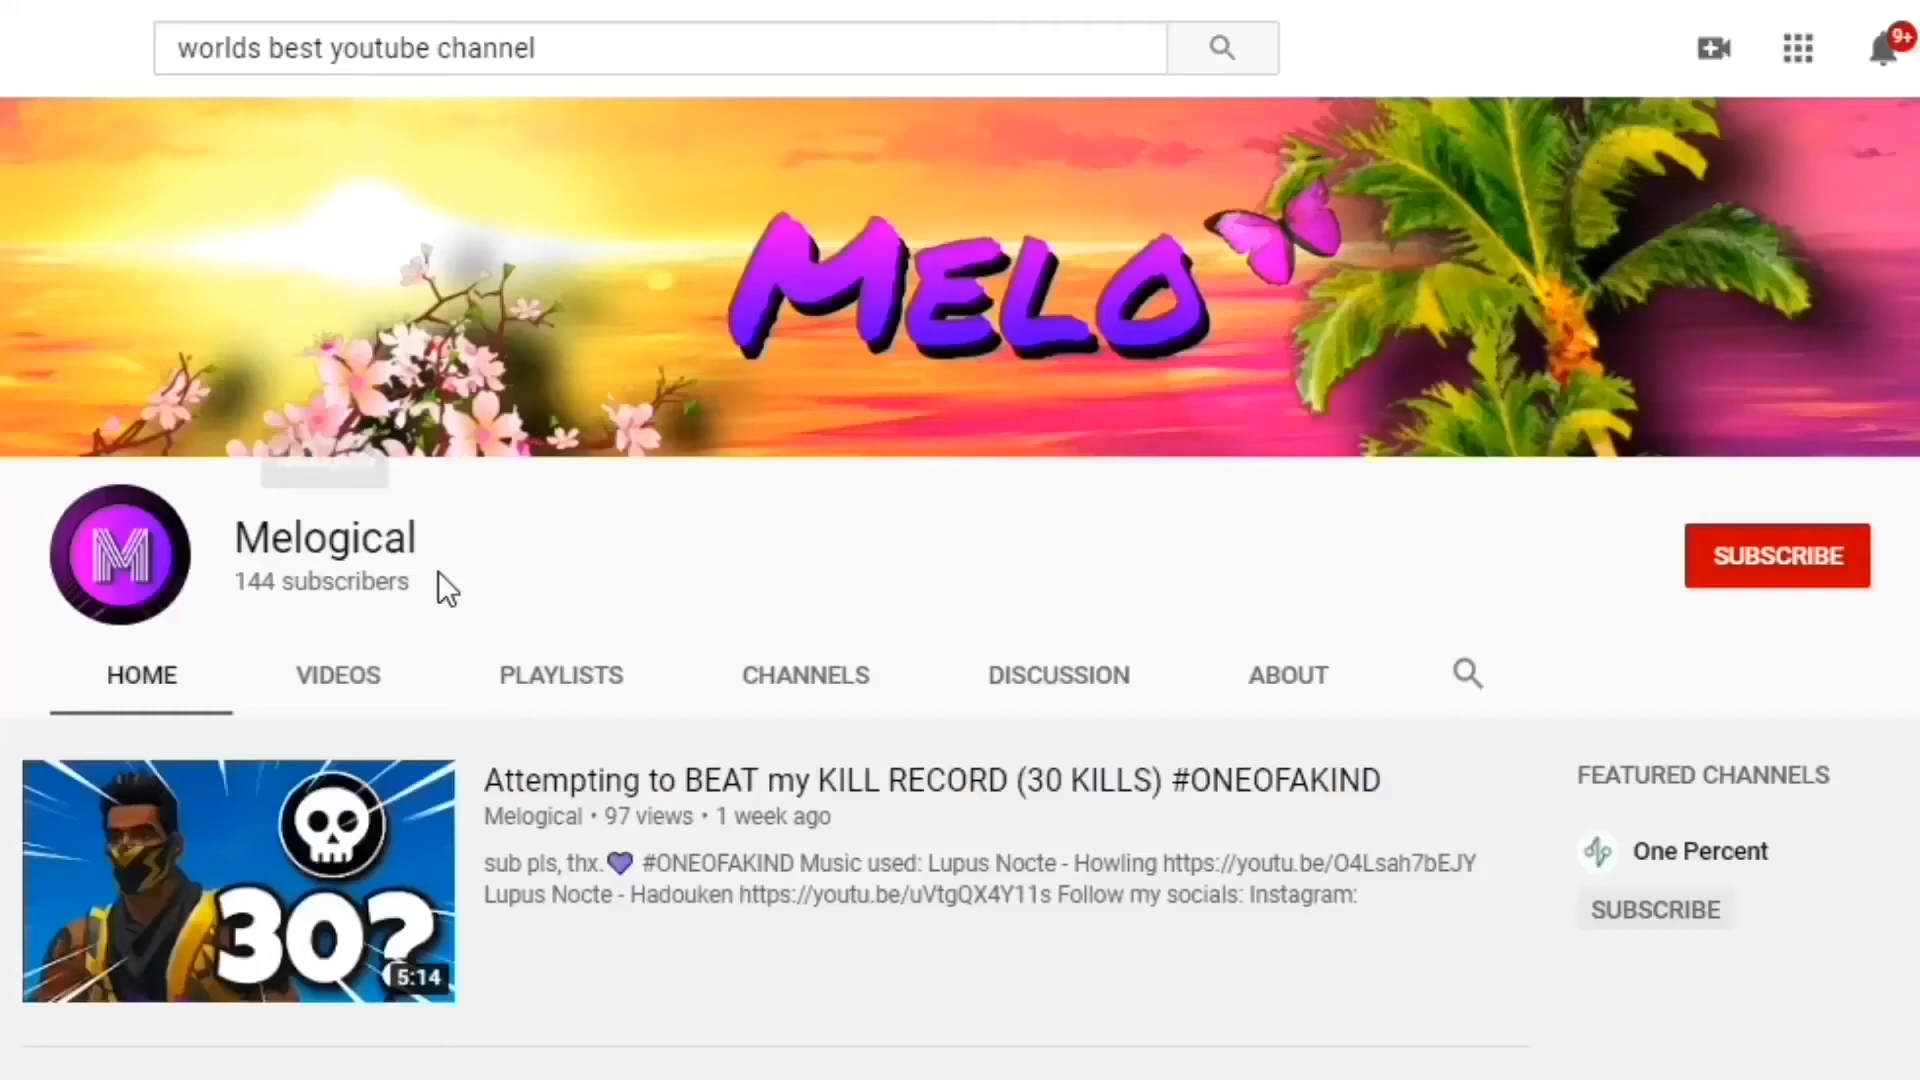 worlds best youtube channel
9+
MELO
M
Melogical
144 subscribers
SUBSCRIBE
HOME VIDEOS PLAYLISTS CHANNELS DISCUSSION ABOUT
30?
5:14
Attempting to BEAT my KILL RECORD (30 KILLS) #ONEOFAKIND
Melogical • 97 views • 1 week ago
sub pls, thx.💜 #ONEOFAKIND Music used: Lupus Nocte - Howling https://youtu.be/O4Lsah7bEJY
Lupus Nocte - Hadouken https://youtu.be/uVtgQX4Y11s Follow my socials: Instagram:
FEATURED CHANNELS
One Percent
SUBSCRIBE